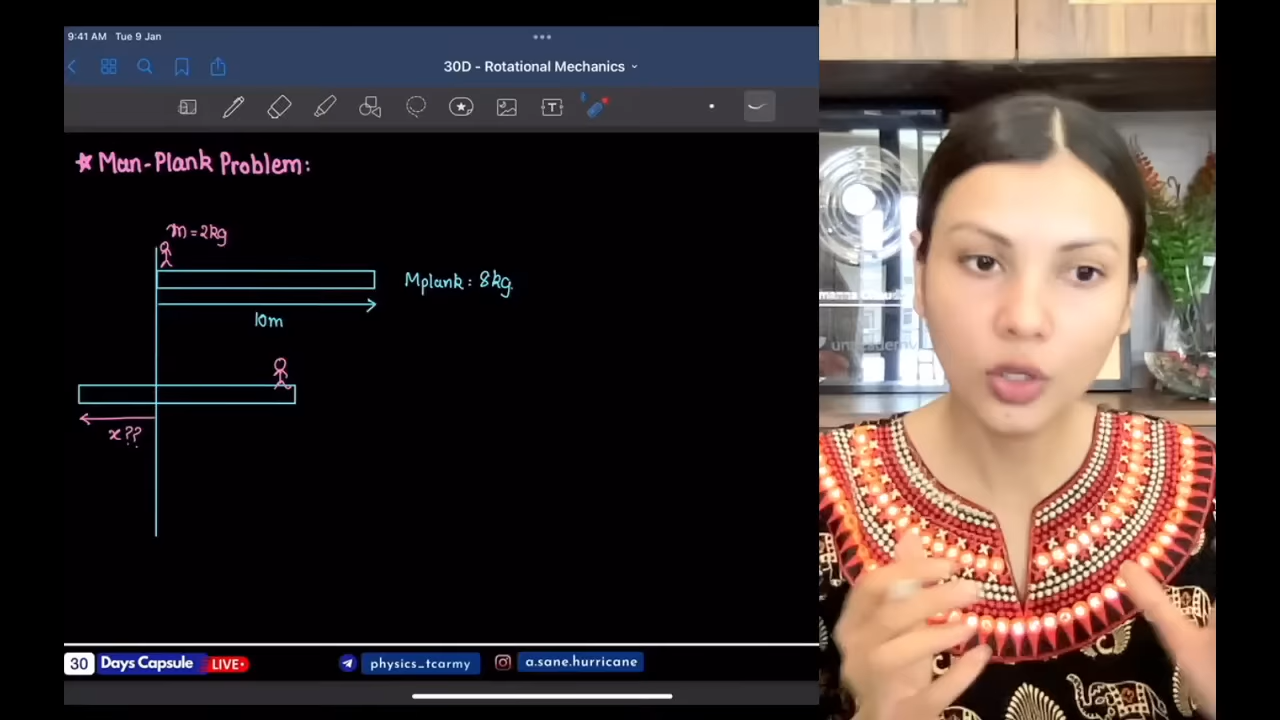 9:41 AM Tue 9 Jan
30D - Rotational Mechanics
★ Man-Plank Problem:
m = 2kg
Mplank : 8kg.
10m
x??
30 Days Capsule LIVE
physics_tcarmy
a.sane.hurricane